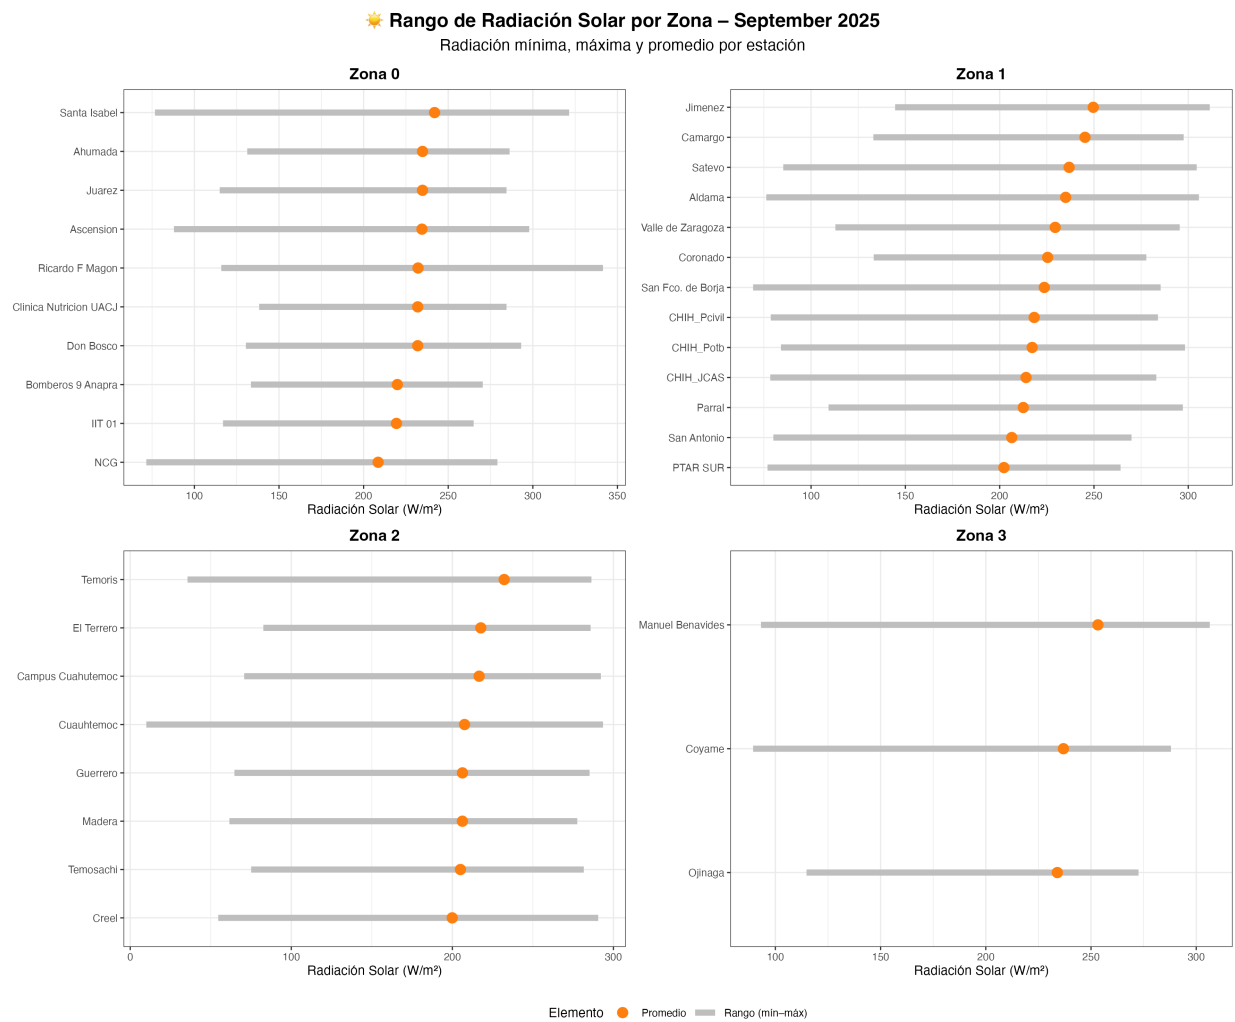 ☀️ Rango de Radiación Solar por Zona – September 2025
Radiación mínima, máxima y promedio por estación
Zona 0
Santa Isabel
Ahumada
Juarez
Ascension
Ricardo F Magon
Clinica Nutricion UACJ
Don Bosco
Bomberos 9 Anapra
IIT 01
NCG
100 150 200 250 300 350
Radiación Solar (W/m²)
Zona 1
Jimenez
Camargo
Satevo
Aldama
Valle de Zaragoza
Coronado
San Fco. de Borja
CHIH_Pcivil
CHIH_Potb
CHIH_JCAS
Parral
San Antonio
PTAR SUR
100 150 200 250 300
Radiación Solar (W/m²)
Zona 2
Temoris
El Terrero
Campus Cuahutemoc
Cuauhtemoc
Guerrero
Madera
Temosachi
Creel
0 100 200 300
Radiación Solar (W/m²)
Zona 3
Manuel Benavides
Coyame
Ojinaga
100 150 200 250 300
Radiación Solar (W/m²)
Elemento Promedio Rango (min–máx)